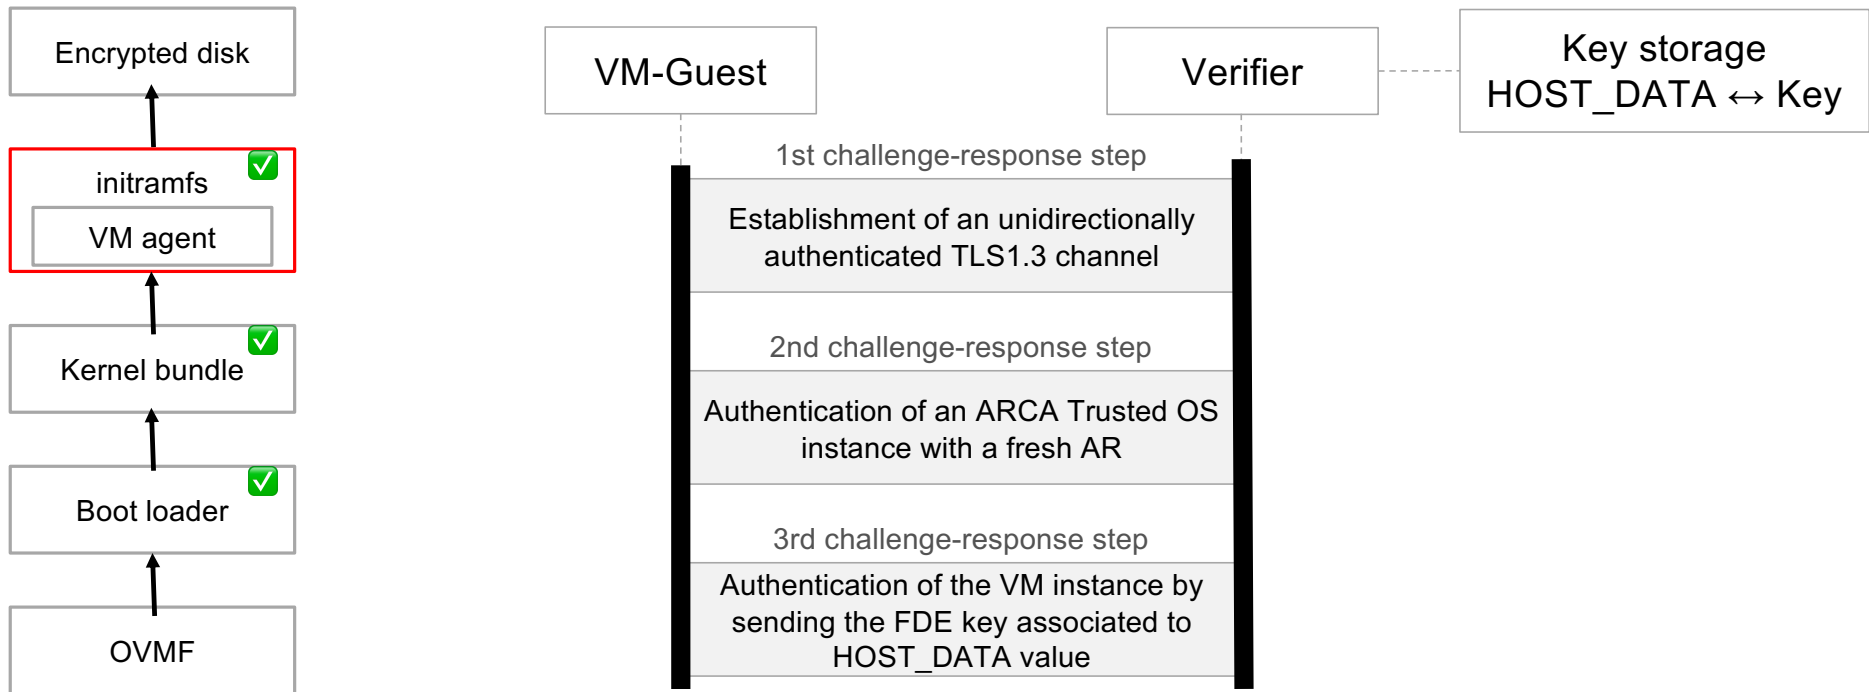 Encrypted disk
initramfs
VM agent
Kernel bundle
Boot loader
OVMF
VM-Guest
Verifier
Key storage
HOST_DATA ↔ Key
1st challenge-response step
Establishment of an unidirectionally
authenticated TLS1.3 channel
2nd challenge-response step
Authentication of an ARCA Trusted OS
instance with a fresh AR
3rd challenge-response step
Authentication of the VM instance by
sending the FDE key associated to
HOST_DATA value